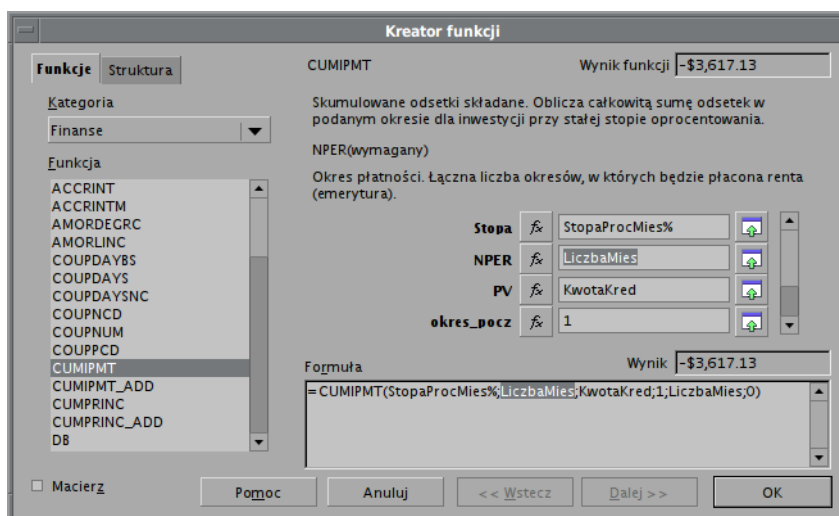 Kreator funkcji
Funkcje Struktura
CUMIPMT Wynik funkcji -$3,617.13
Kategoria
Finanse
Skumulowane odsetki składane. Oblicza całkowitą sumę odsetek w
podanym okresie dla inwestycji przy stałej stopie oprocentowania.
NPER(wymagany)
Okres płatności. Łączna liczba okresów, w których będzie płacona renta
(emerytura).
Funkcja
ACCRINT
ACCRINTM
AMORDEGRC
AMORLINC
COUPDAYBS
COUPDAYS
COUPDAYSNC
COUPNCD
COUPNUM
COUPPCD
CUMIPMT
CUMIPMT_ADD
CUMPRINC
CUMPRINC_ADD
DB
Stopa fx StopaProcMies%
NPER fx LiczbaMies
PV fx KwotaKred
okres_pocz fx 1
Formuła Wynik -$3,617.13
=CUMIPMT(StopaProcMies%;LiczbaMies;KwotaKred;1;LiczbaMies;0)
Macierz
Pomoc Anuluj << Wstecz Dalej >> OK